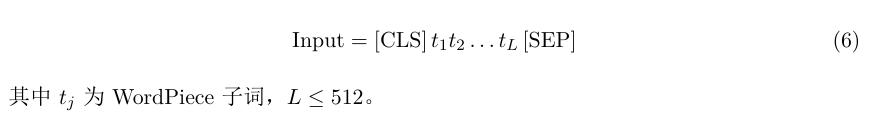 Input = [CLS] t₁t₂ … t_L [SEP] (6)
其中 t_j 为 WordPiece 子词，L ≤ 512。